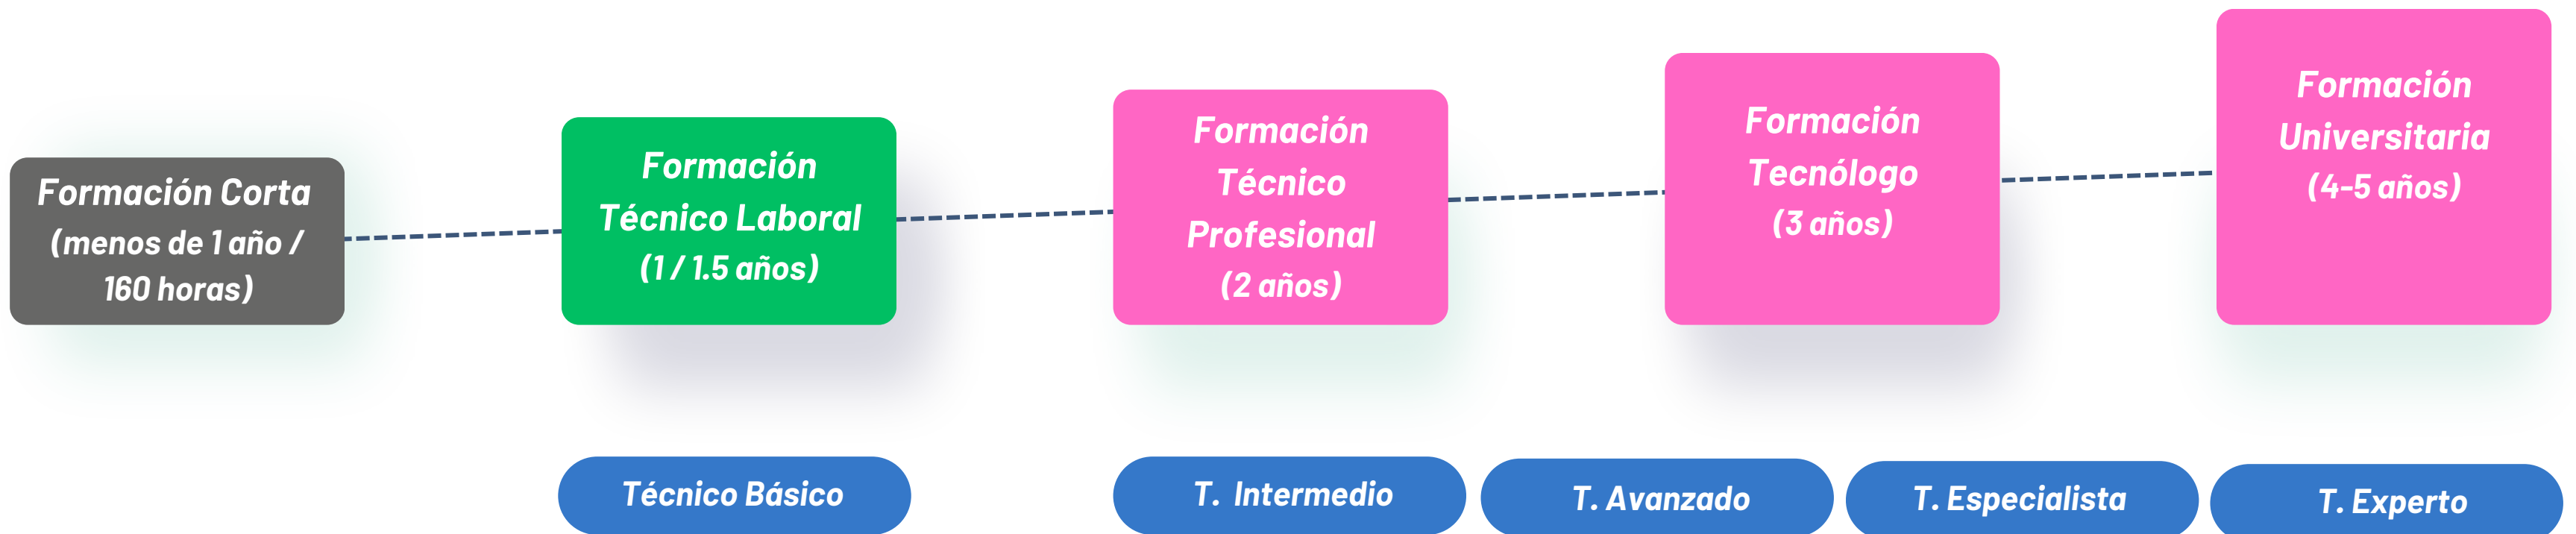 Formación Corta
(menos de 1 año /
160 horas)
Formación
Técnico Laboral
(1 / 1.5 años)
Formación
Técnico
Profesional
(2 años)
Formación
Tecnólogo
(3 años)
Formación
Universitaria
(4-5 años)
Técnico Básico
T. Intermedio
T. Avanzado
T. Especialista
T. Experto